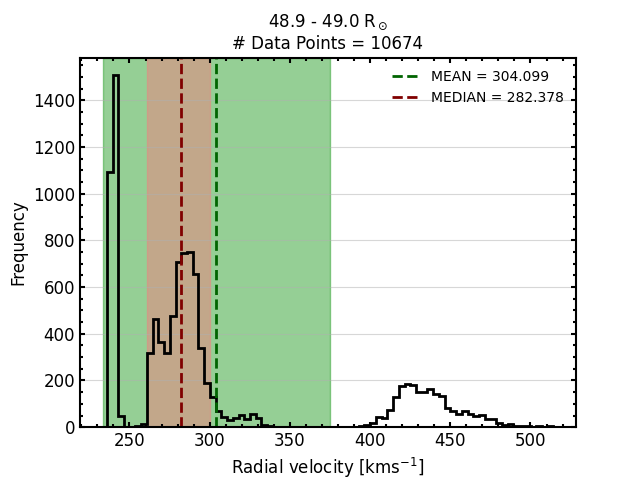 48.9 - 49.0 R⊙
# Data Points = 10674
MEAN = 304.099
MEDIAN = 282.378
Frequency
1400
1200
1000
800
600
400
200
0
250 300 350 400 450 500
Radial velocity [kms⁻¹]